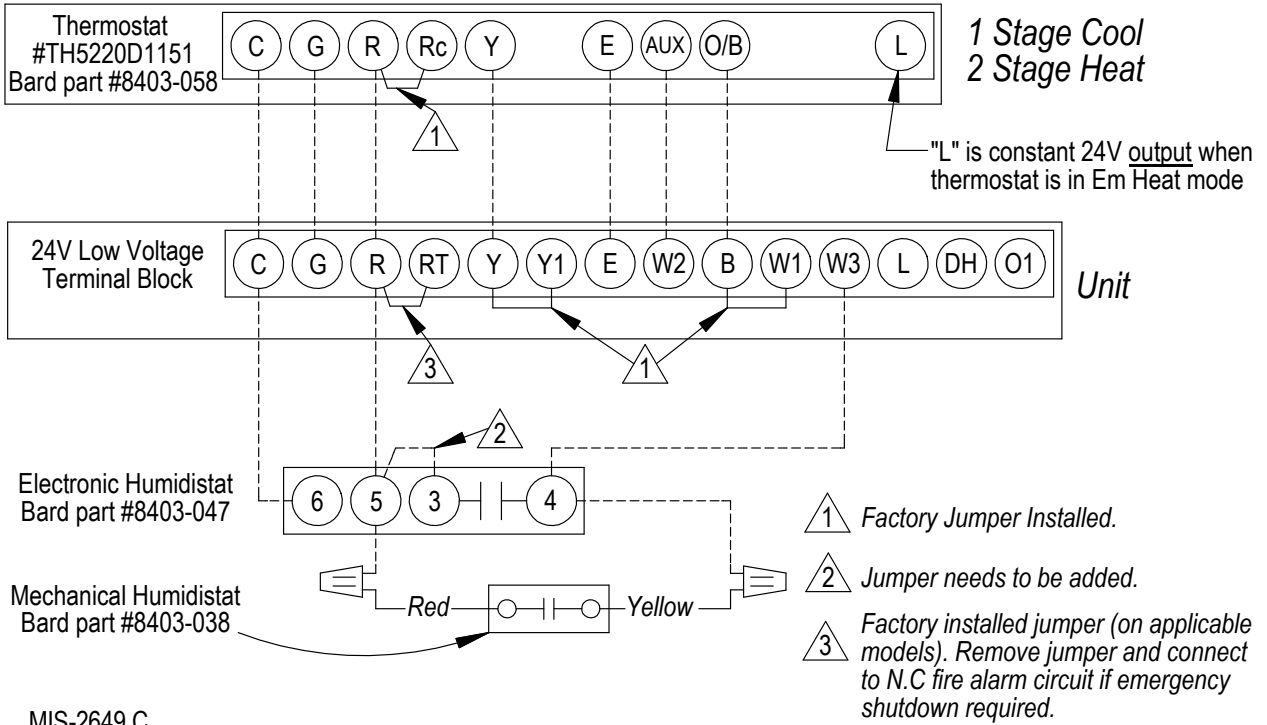 Thermostat
#TH5220D1151
Bard part #8403-058
C G R Rc Y E AUX O/B L
1 Stage Cool
2 Stage Heat
1
"L" is constant 24V output when
thermostat is in Em Heat mode
24V Low Voltage
Terminal Block
C G R RT Y Y1 E W2 B W1 W3 L DH O1
Unit
3
1
2
Electronic Humidistat
Bard part #8403-047
6 5 3 4
Mechanical Humidistat
Bard part #8403-038
Red
Yellow
1 Factory Jumper Installed.
2 Jumper needs to be added.
3 Factory installed jumper (on applicable
models). Remove jumper and connect
to N.C fire alarm circuit if emergency
shutdown required.
MIS-2649 C